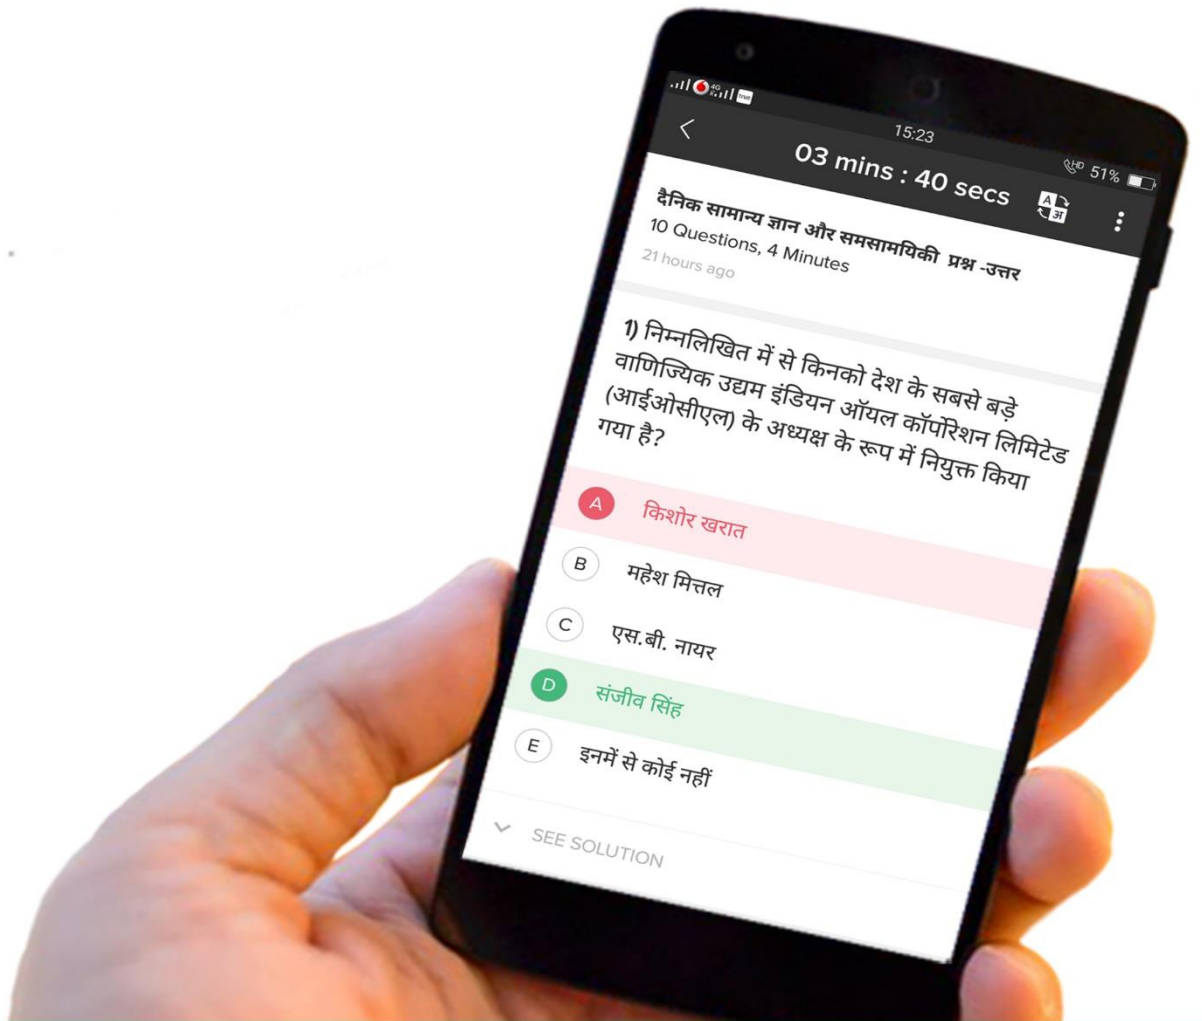 4G
15:23
HD 51%
03 mins : 40 secs
A
अ
दैनिक सामान्य ज्ञान और समसामयिकी प्रश्न -उत्तर
10 Questions, 4 Minutes
21 hours ago
1) निम्नलिखित में से किनको देश के सबसे बड़े
वाणिज्यिक उद्यम इंडियन ऑयल कॉर्पोरेशन लिमिटेड
(आईओसीएल) के अध्यक्ष के रूप में नियुक्त किया
गया है?
A किशोर खरात
B महेश मित्तल
C एस.बी. नायर
D संजीव सिंह
E इनमें से कोई नहीं
SEE SOLUTION